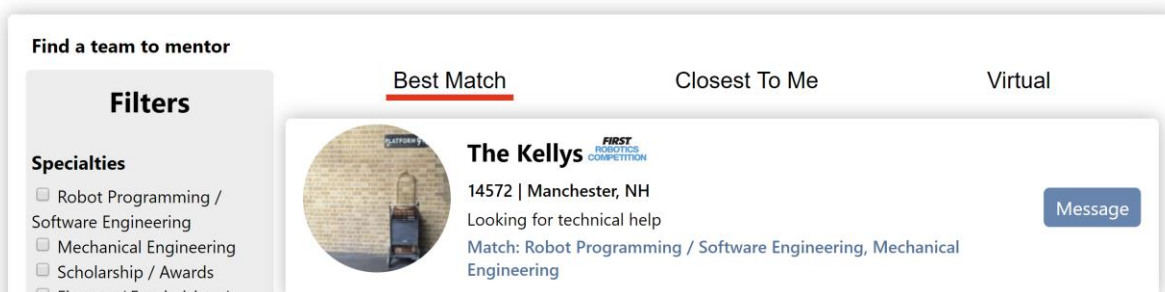 Find a team to mentor
Best Match
Closest To Me
Virtual
Filters
Specialties
Robot Programming /
Software Engineering
Mechanical Engineering
Scholarship / Awards
PLATFORM 9
The Kellys
FIRST
ROBOTICS
COMPETITION
14572 | Manchester, NH
Looking for technical help
Match: Robot Programming / Software Engineering, Mechanical
Engineering
Message